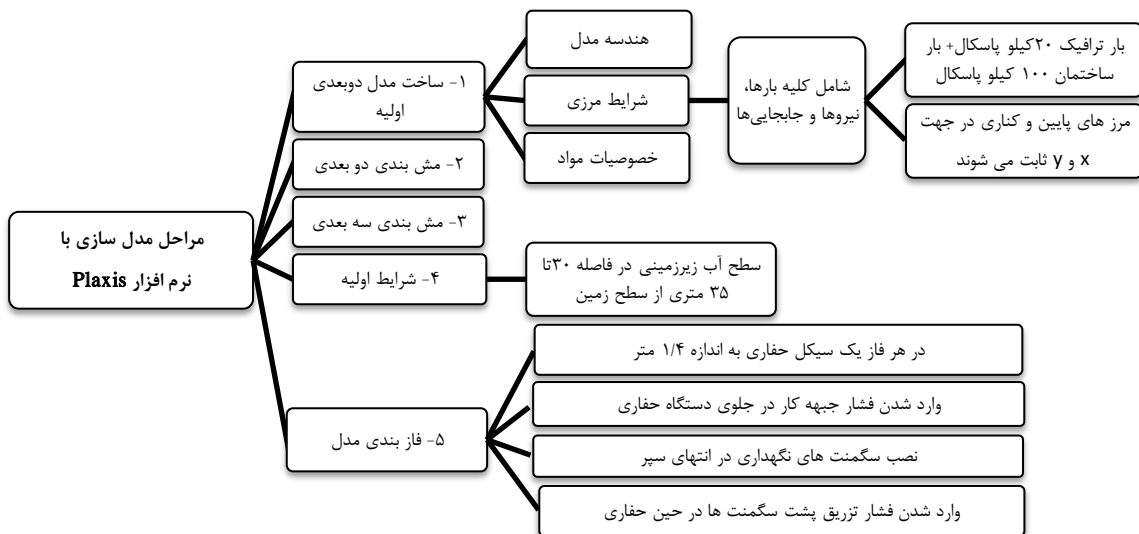 مراحل مدل سازی با
نرم افزار Plaxis
۱- ساخت مدل دوبعدی
اولیه
هندسه مدل
شرایط مرزی
خصوصیات مواد
شامل کلیه بارها،
نیروها و جابجایی‌ها
بار ترافیک ۲۰کیلو پاسکال+ بار
ساختمان ۱۰۰ کیلو پاسکال
مرز های پایین و کناری در جهت
x و y ثابت می شوند
۲- مش بندی دو بعدی
۳- مش بندی سه بعدی
۴- شرایط اولیه
سطح آب زیرزمینی در فاصله ۳۰تا
۳۵ متری از سطح زمین
۵- فاز بندی مدل
در هر فاز یک سیکل حفاری به اندازه ۱/۴ متر
وارد شدن فشار جبهه کار در جلوی دستگاه حفاری
نصب سگمنت های نگهداری در انتهای سپر
وارد شدن فشار تزریق پشت سگمنت ها در حین حفاری